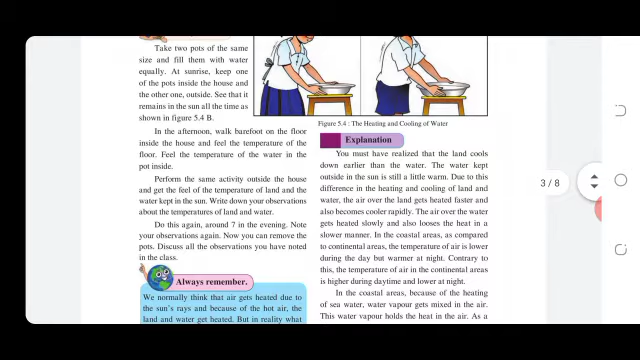 Take two pots of the same
size and fill them with water
equally. At sunrise, keep one
of the pots inside the house and
the other one, outside. See that it
remains in the sun all the time as
shown in figure 5.4 B.
In the afternoon, walk barefoot on the floor
inside the house and feel the temperature of the
floor. Feel the temperature of the water in the
pot inside.
Perform the same activity outside the house
and get the feel of the temperature of land and the
water kept in the sun. Write down your observations
about the temperatures of land and water.
Do this again, around 7 in the evening. Note
your observations again. Now you can remove the
pots. Discuss all the observations you have noted
in the class.
Always remember.
We normally think that air gets heated due to
the sun's rays and because of the hot air, the
land and water get heated. But in reality what
Figure 5.4 : The Heating and Cooling of Water
Explanation
You must have realized that the land cools
down earlier than the water. The water kept
outside in the sun is still a little warm. Due to
this difference in the heating and cooling of land and
water, the air over the land gets heated faster and
also becomes cooler rapidly. The air over the water
gets heated slowly and also looses the heat in a
slower manner. In the coastal areas, as compared
to continental areas, the temperature of air is lower
during the day but warmer at night. Contrary to
this, the temperature of air in the continental areas
is higher during daytime and lower at night.
In the coastal areas, because of the heating
of sea water, water vapour gets mixed in the air.
This water vapour holds the heat in the air. As a
3 / 8